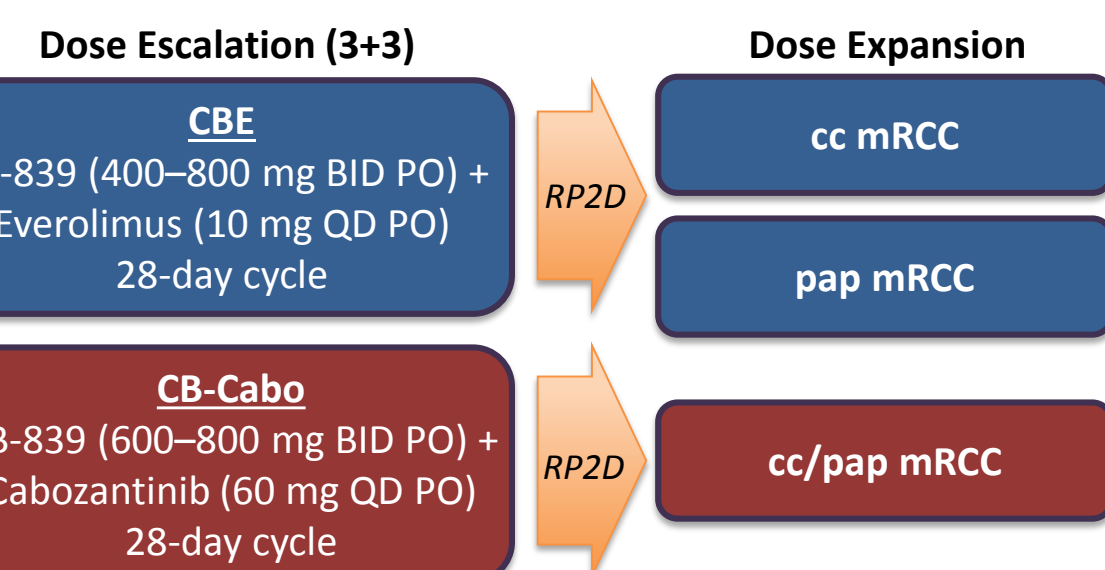 Dose Escalation (3+3)
Dose Expansion
CBE
-839 (400–800 mg BID PO) +
Everolimus (10 mg QD PO)
28-day cycle
RP2D
cc mRCC
pap mRCC
CB-Cabo
B-839 (600–800 mg BID PO) +
Cabozantinib (60 mg QD PO)
28-day cycle
RP2D
cc/pap mRCC